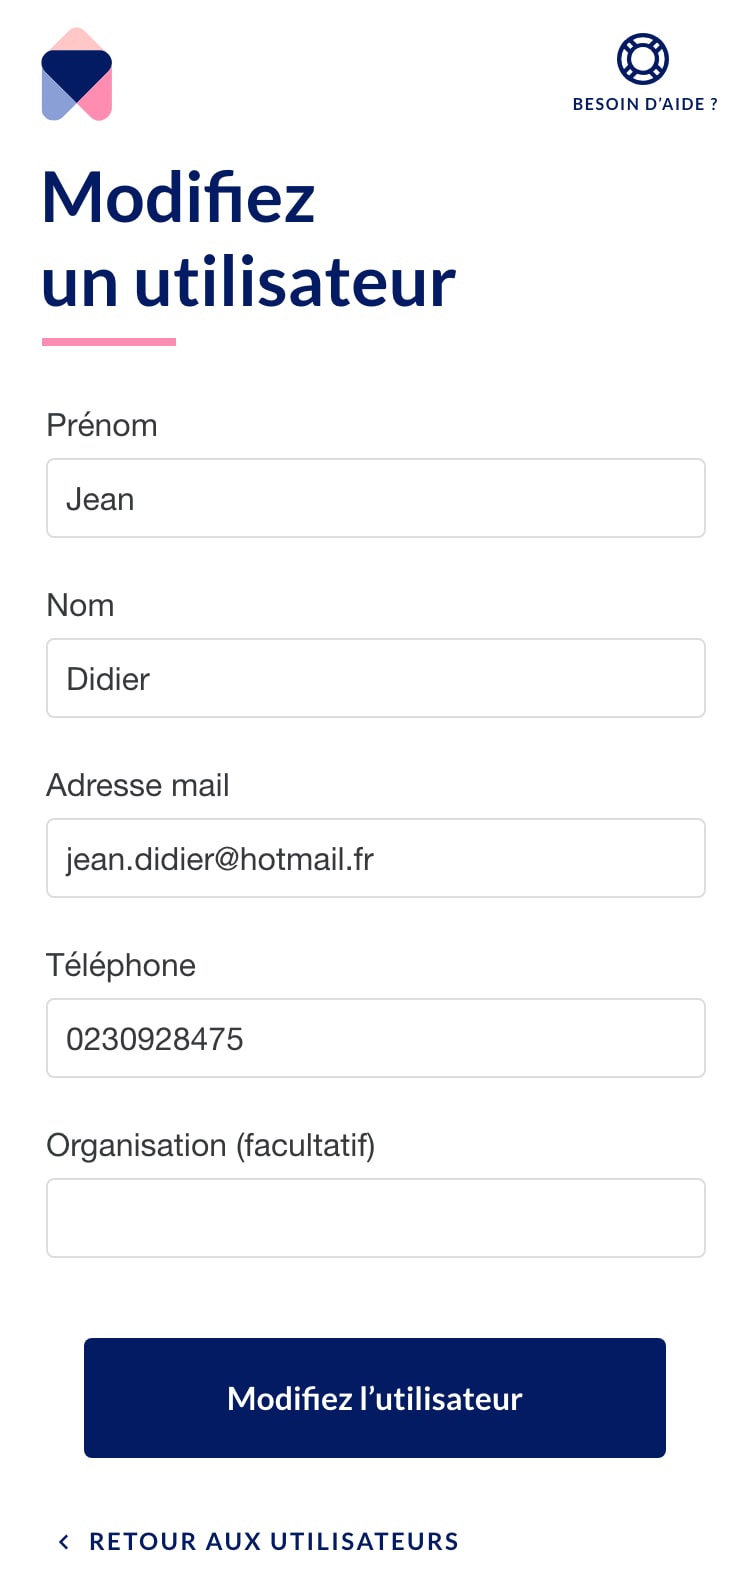 BESOIN D’AIDE ?
Modifiez
un utilisateur
Prénom
Jean
Nom
Didier
Adresse mail
jean.didier@hotmail.fr
Téléphone
0230928475
Organisation (facultatif)
Modifiez l’utilisateur
RETOUR AUX UTILISATEURS